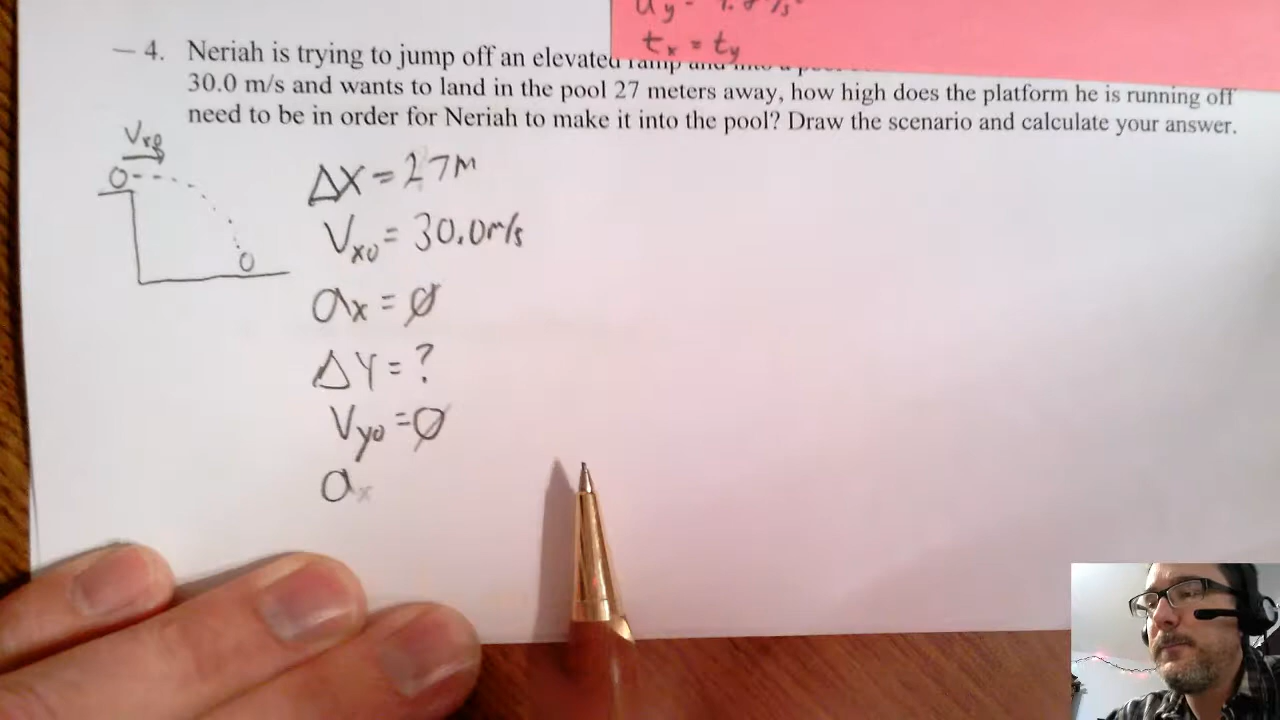 tx = ty
— 4. Neriah is trying to jump off an elevated ramp and into a
30.0 m/s and wants to land in the pool 27 meters away, how high does the platform he is running off
need to be in order for Neriah to make it into the pool? Draw the scenario and calculate your answer.
Vx0
ΔX = 27m
Vx0 = 30.0m/s
ax = 0
ΔY = ?
Vy0 = 0
a